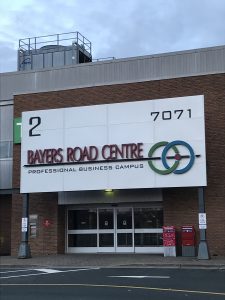 2
7071
BAYERS ROAD CENTRE
PROFESSIONAL BUSINESS CAMPUS